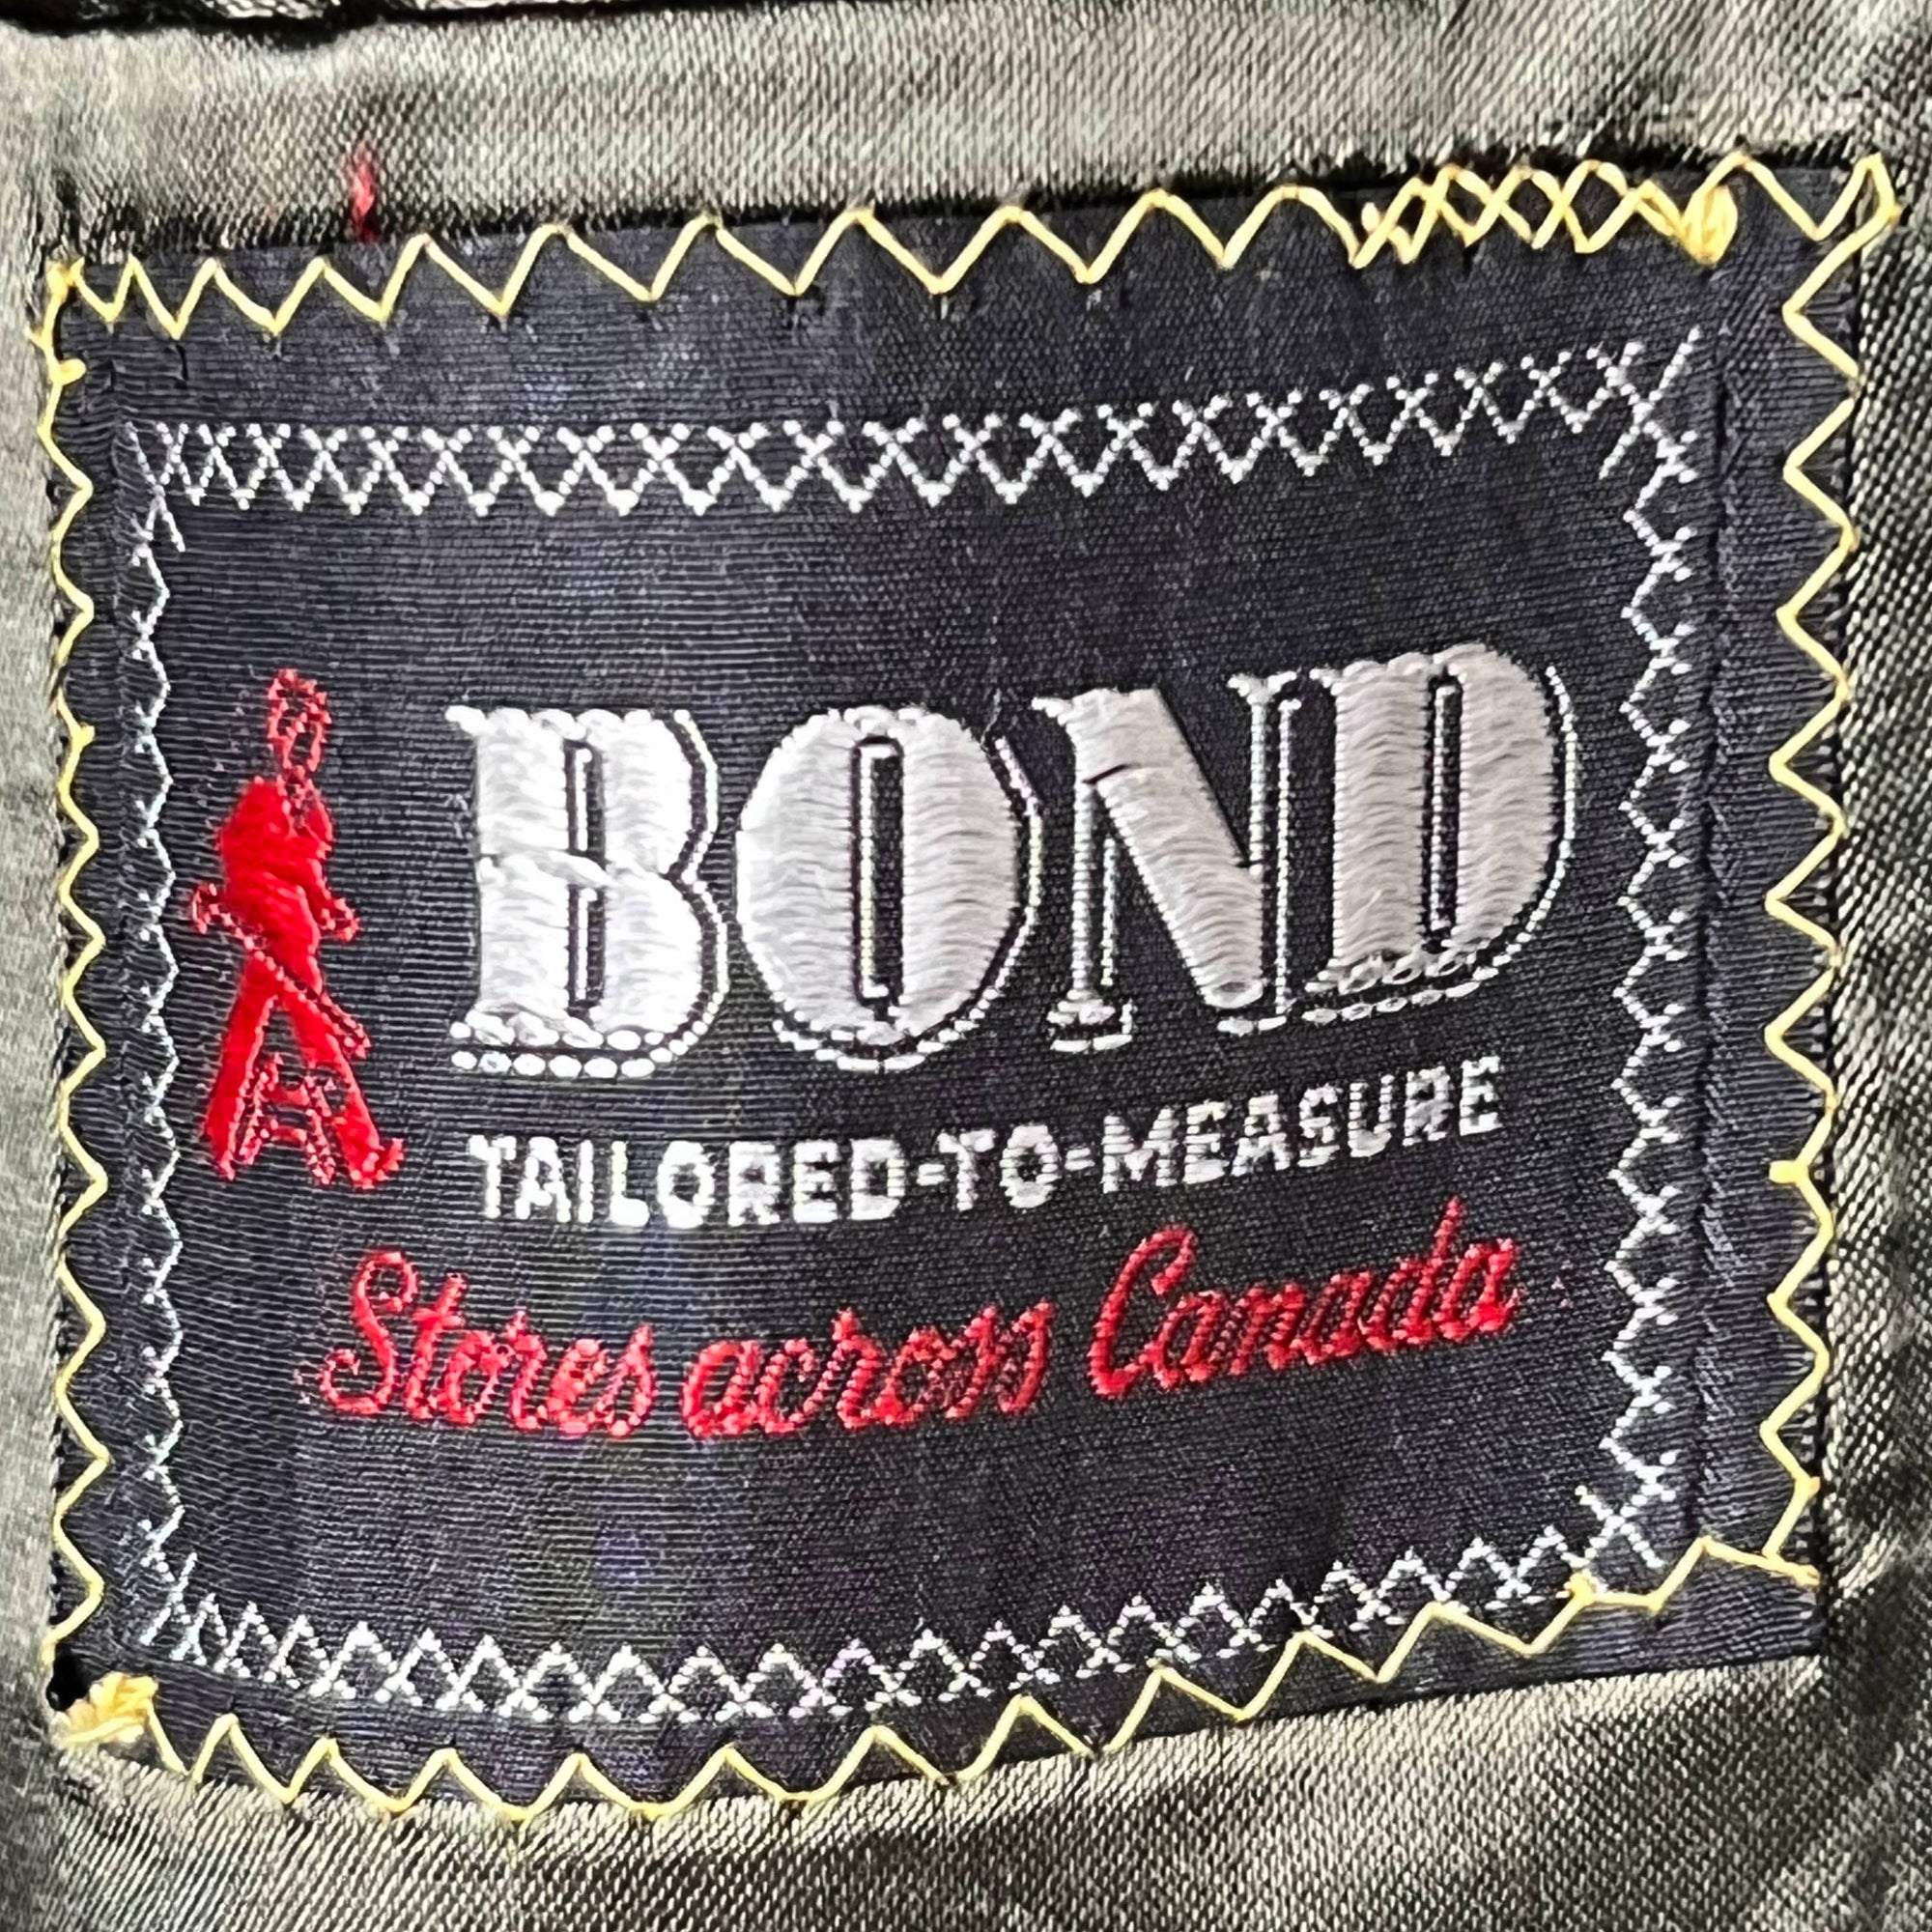 BOND
TAILORED-TO-MEASURE
Stores across Canada